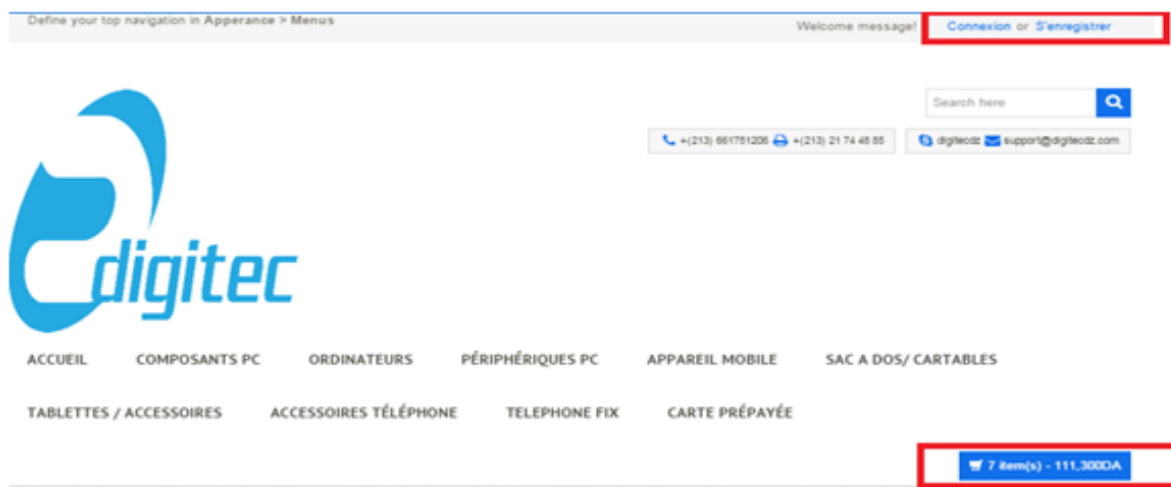 Define your top navigation in Apperance > Menus
Welcome message! Connexion or S'enregistrer
Search here
+(213) 661751206 +(213) 21 74 48 85 digitecdz support@digitecdz.com
digitec
ACCUEIL COMPOSANTS PC ORDINATEURS PÉRIPHÉRIQUES PC APPAREIL MOBILE SAC A DOS/ CARTABLES
TABLETTES / ACCESSOIRES ACCESSOIRES TÉLÉPHONE TELEPHONE FIX CARTE PRÉPAYÉE
7 item(s) - 111,300DA